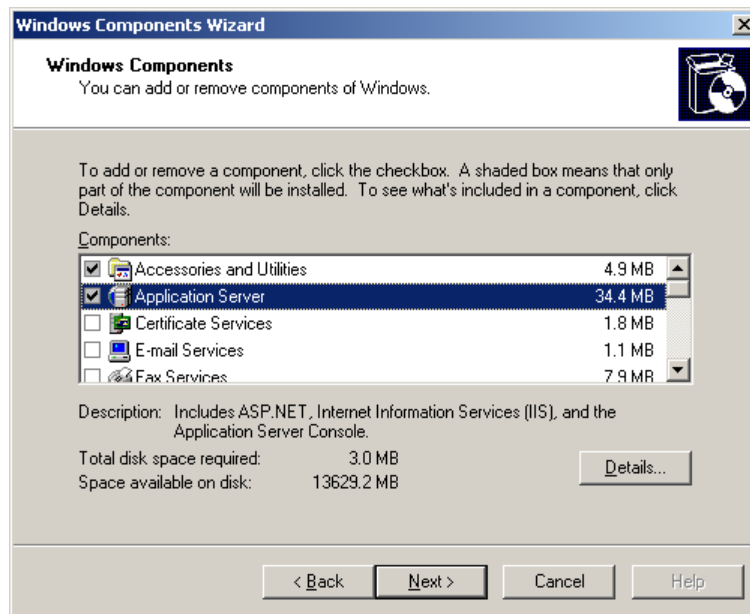 Windows Components Wizard
Windows Components
You can add or remove components of Windows.
To add or remove a component, click the checkbox. A shaded box means that only
part of the component will be installed. To see what's included in a component, click
Details.
Components:
Accessories and Utilities 4.9 MB
Application Server 34.4 MB
Certificate Services 1.8 MB
E-mail Services 1.1 MB
Fax Services 7.9 MB
Description: Includes ASP.NET, Internet Information Services (IIS), and the
Application Server Console.
Total disk space required: 3.0 MB
Space available on disk: 13629.2 MB
Details...
< Back Next > Cancel Help